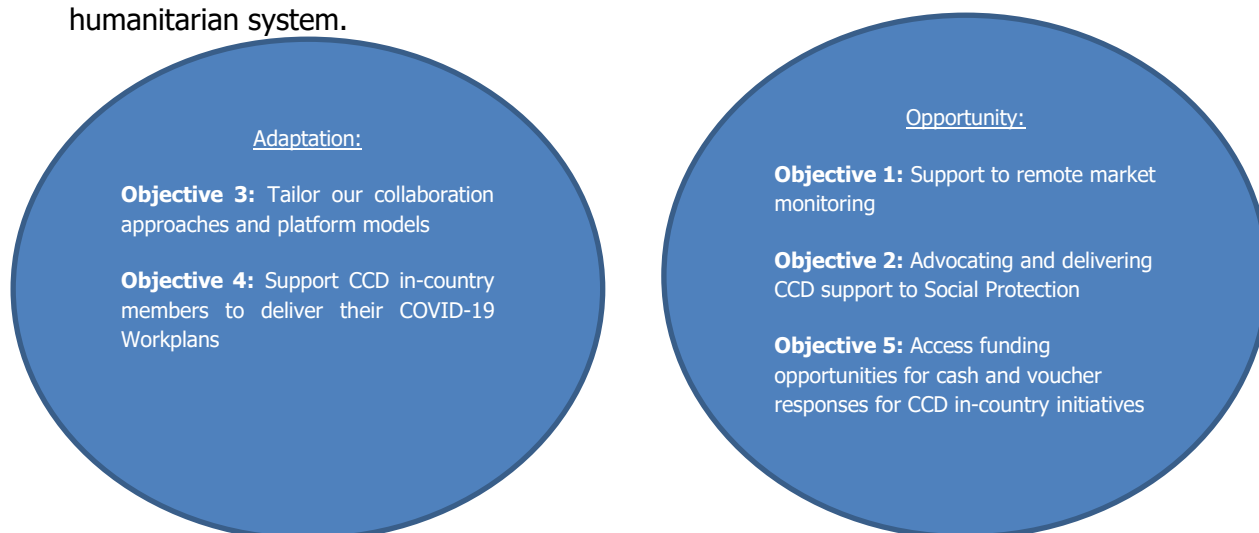 humanitarian system.
Adaptation:
Objective 3: Tailor our collaboration
approaches and platform models
Objective 4: Support CCD in-country
members to deliver their COVID-19
Workplans
Opportunity:
Objective 1: Support to remote market
monitoring
Objective 2: Advocating and delivering
CCD support to Social Protection
Objective 5: Access funding
opportunities for cash and voucher
responses for CCD in-country initiatives